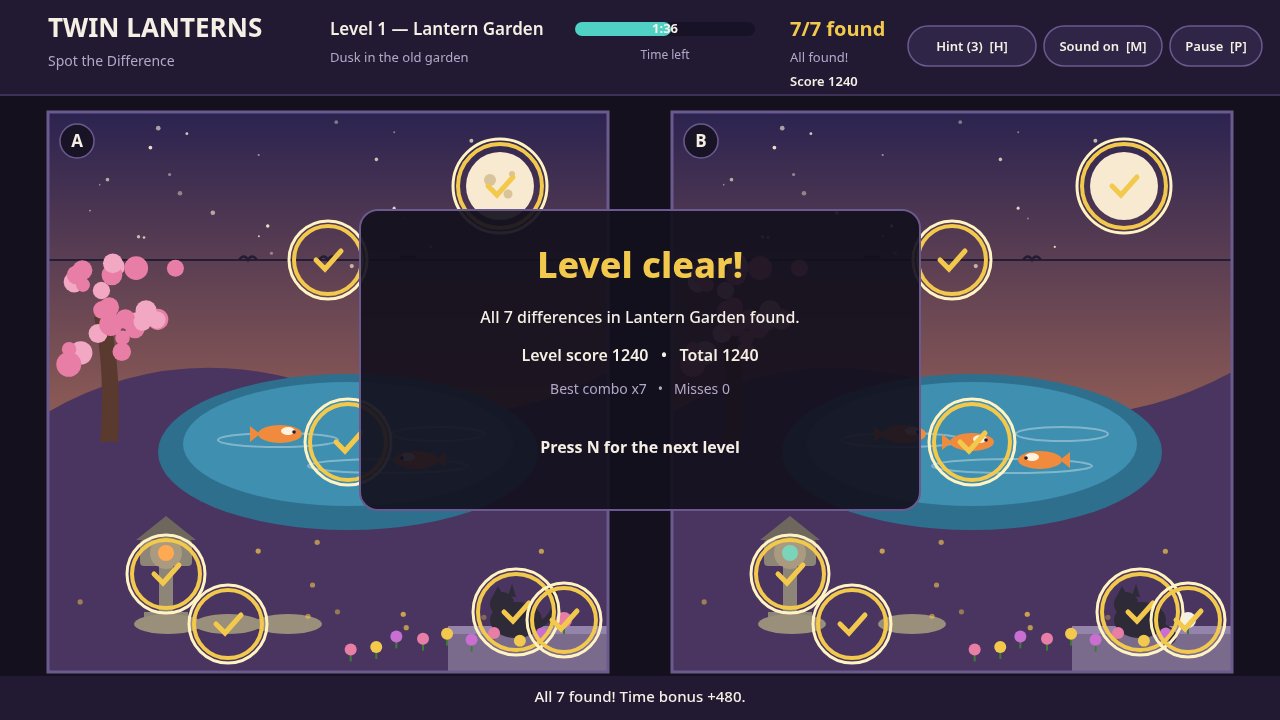 TWIN LANTERNS
Spot the Difference
Level 1 — Lantern Garden
Dusk in the old garden
1:36
Time left
7/7 found
All found!
Score 1240
Hint (3) [H]
Sound on [M]
Pause [P]
A
B
Level clear!
All 7 differences in Lantern Garden found.
Level score 1240 • Total 1240
Best combo x7 • Misses 0
Press N for the next level
All 7 found! Time bonus +480.